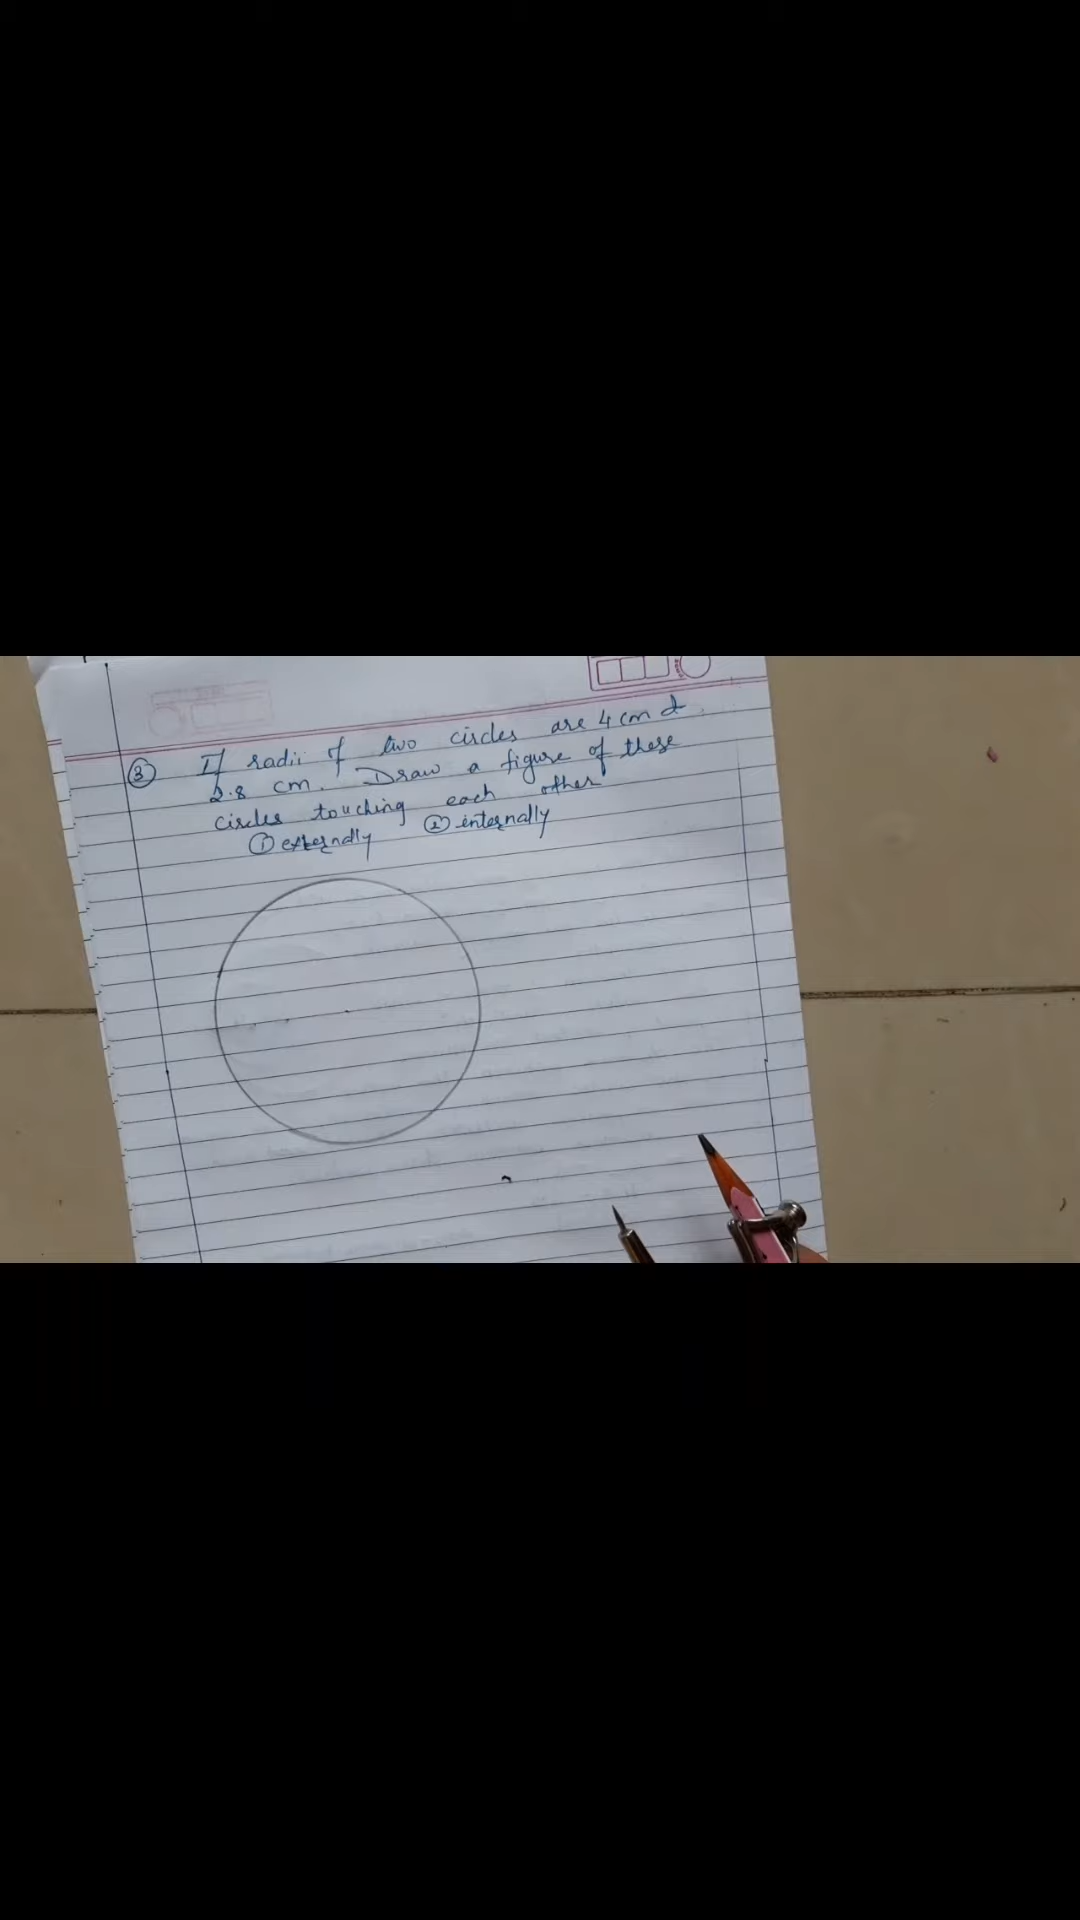 ③ If radii of two circles are 4 cm &
2.8 cm. Draw a figure of these
circles touching each other
① externally ② internally